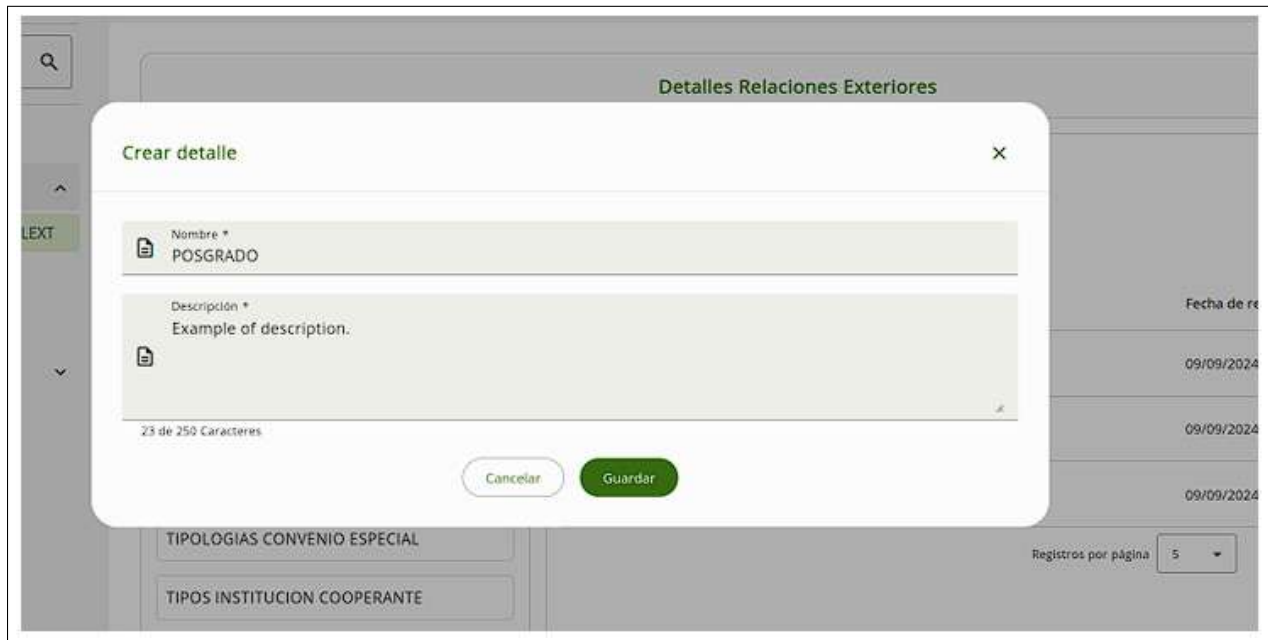 Detalles Relaciones Exteriores
Crear detalle
LEXT
Nombre *
POSGRADO
Descripción *
Example of description.
23 de 250 Caracteres
Cancelar
Guardar
Fecha de re
09/09/2024
09/09/2024
09/09/2024
TIPOLOGIAS CONVENIO ESPECIAL
TIPOS INSTITUCION COOPERANTE
Registros por página 5